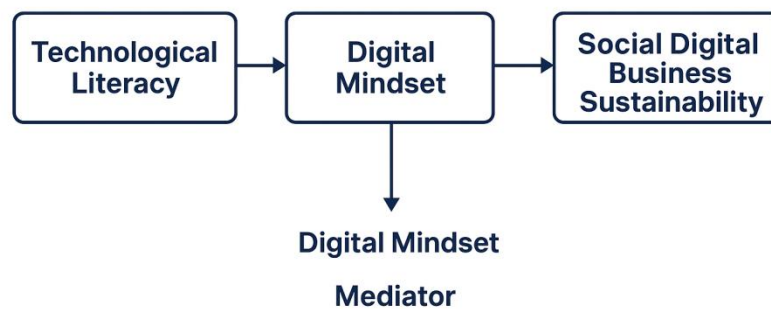 Technological
Literacy
Digital
Mindset
Social Digital
Business
Sustainability
Digital Mindset
Mediator